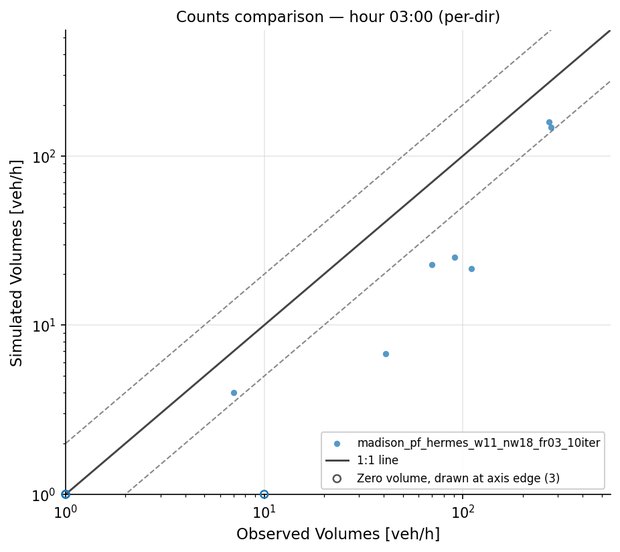 Counts comparison — hour 03:00 (per-dir)
Simulated Volumes [veh/h]
10²
10¹
10⁰
10⁰
10¹
10²
Observed Volumes [veh/h]
madison_pf_hermes_w11_nw18_fr03_10iter
1:1 line
Zero volume, drawn at axis edge (3)